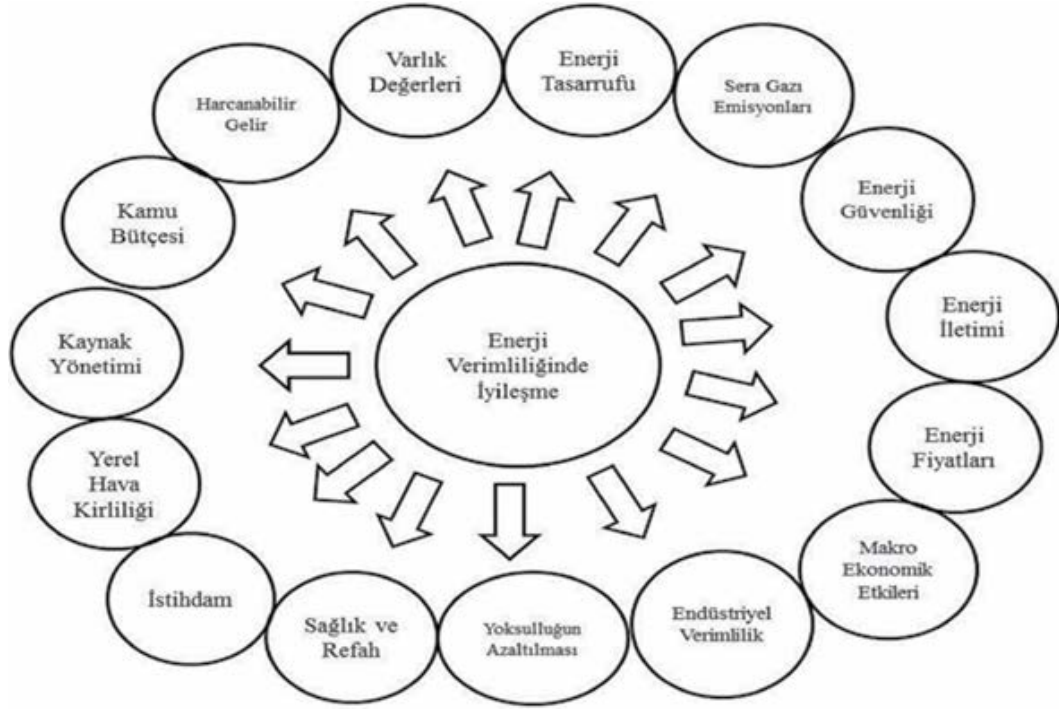 Varlık
Değerleri
Enerji
Tasarrufu
Sera Gazı
Emisyonları
Enerji
Güvenliği
Enerji
İletimi
Enerji
Fiyatları
Makro
Ekonomik
Etkileri
Endüstriyel
Verimlilik
Yoksulluğun
Azaltılması
Sağlık ve
Refah
İstihdam
Yerel
Hava
Kirliliği
Kaynak
Yönetimi
Kamu
Bütçesi
Harcanabilir
Gelir
Enerji
Verimliliğinde
İyileşme